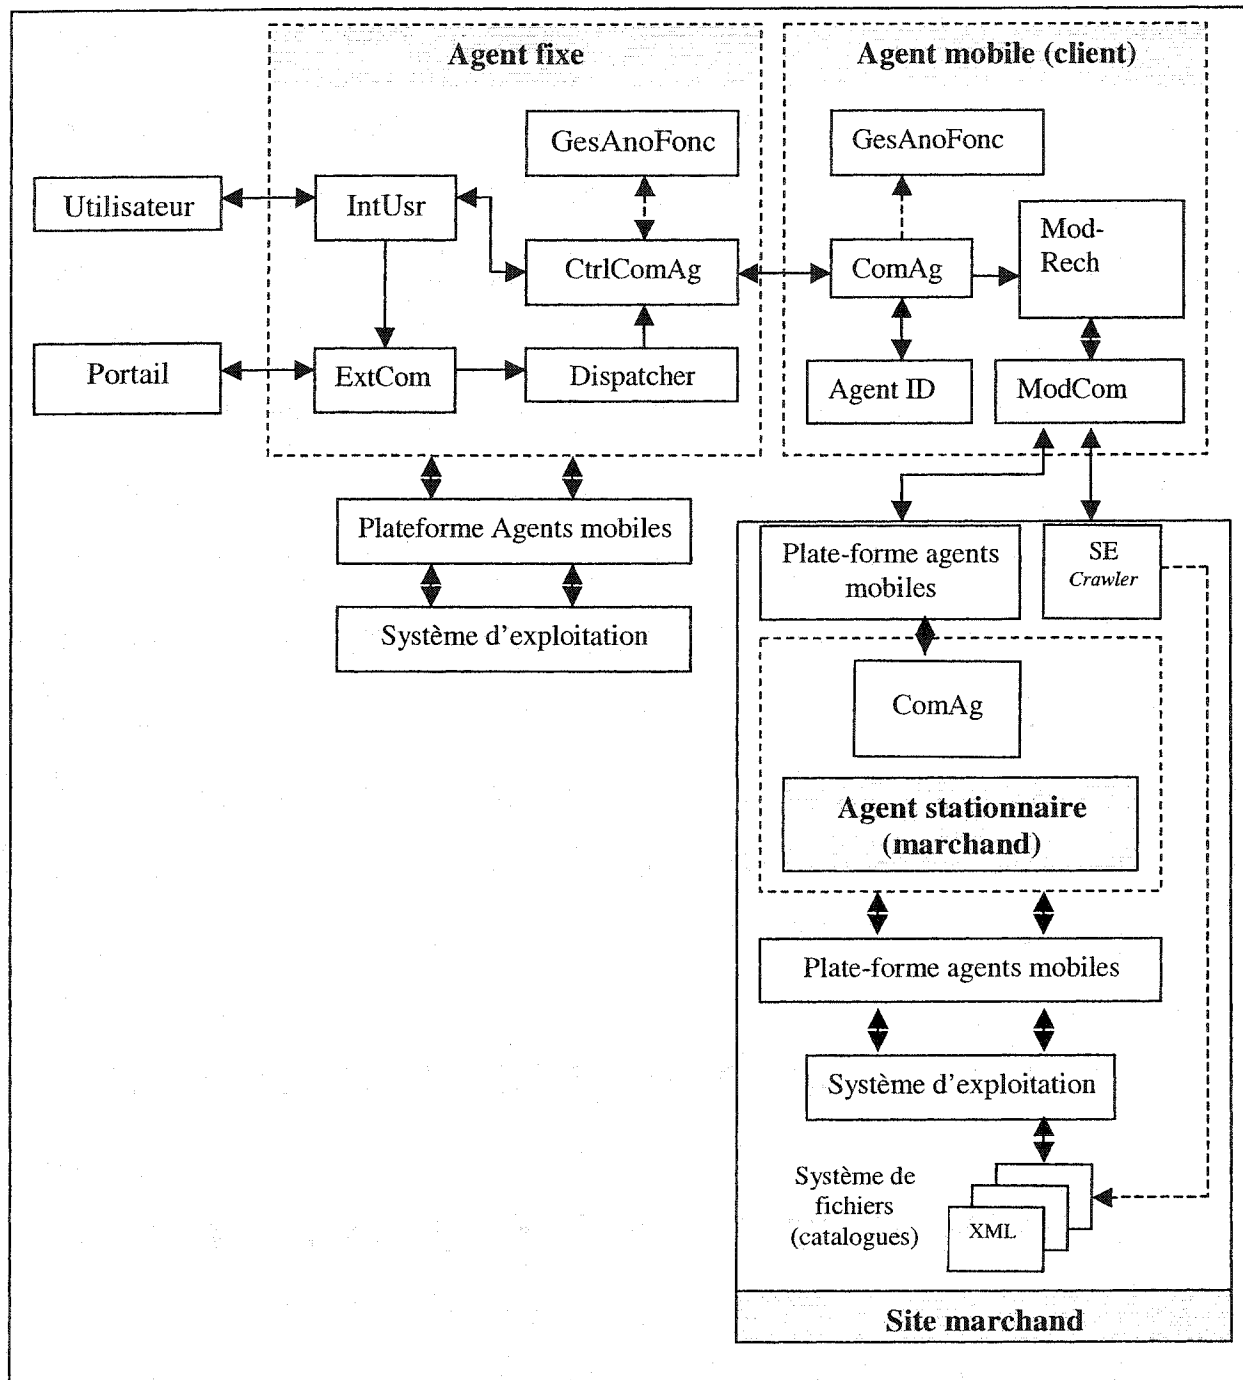 Agent fixe
Agent mobile (client)
GesAnoFonc
GesAnoFonc
Utilisateur
IntUsr
CtrlComAg
ComAg
Mod-
Rech
Portail
ExtCom
Dispatcher
Agent ID
ModCom
Plateforme Agents mobiles
Système d'exploitation
Plate-forme agents
mobiles
SE
Crawler
ComAg
Agent stationnaire
(marchand)
Plate-forme agents mobiles
Système d'exploitation
Système de
fichiers
(catalogues)
XML
Site marchand